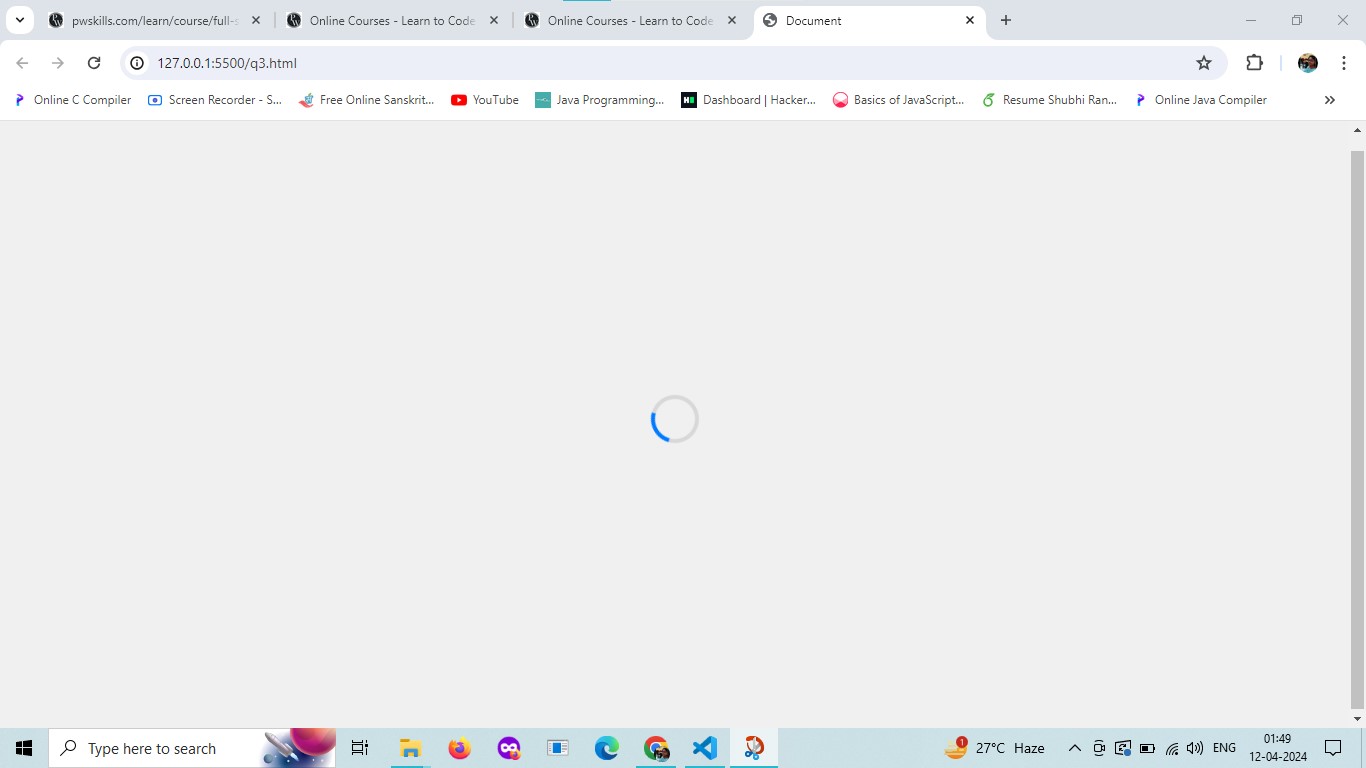 pwskills.com/learn/course/full-s
Online Courses - Learn to Code
Online Courses - Learn to Code
Document
127.0.0.1:5500/q3.html
Online C Compiler
Screen Recorder - S...
Free Online Sanskrit...
YouTube
Java Programming...
Dashboard | Hacker...
Basics of JavaScript...
Resume Shubhi Ran...
Online Java Compiler
Type here to search
1
27°C Haze
ENG
01:49
12-04-2024